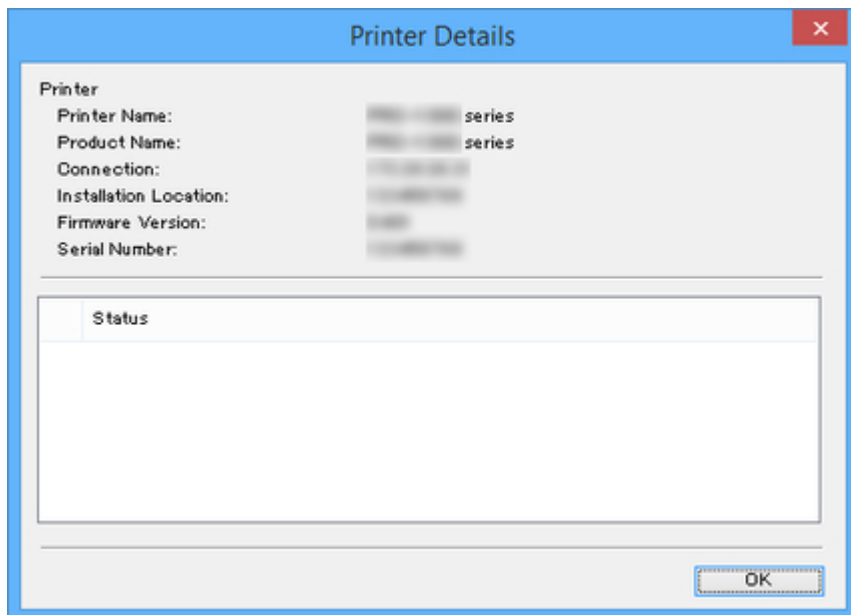 Printer Details
Printer
Printer Name: series
Product Name: series
Connection:
Installation Location:
Firmware Version:
Serial Number:
Status
OK